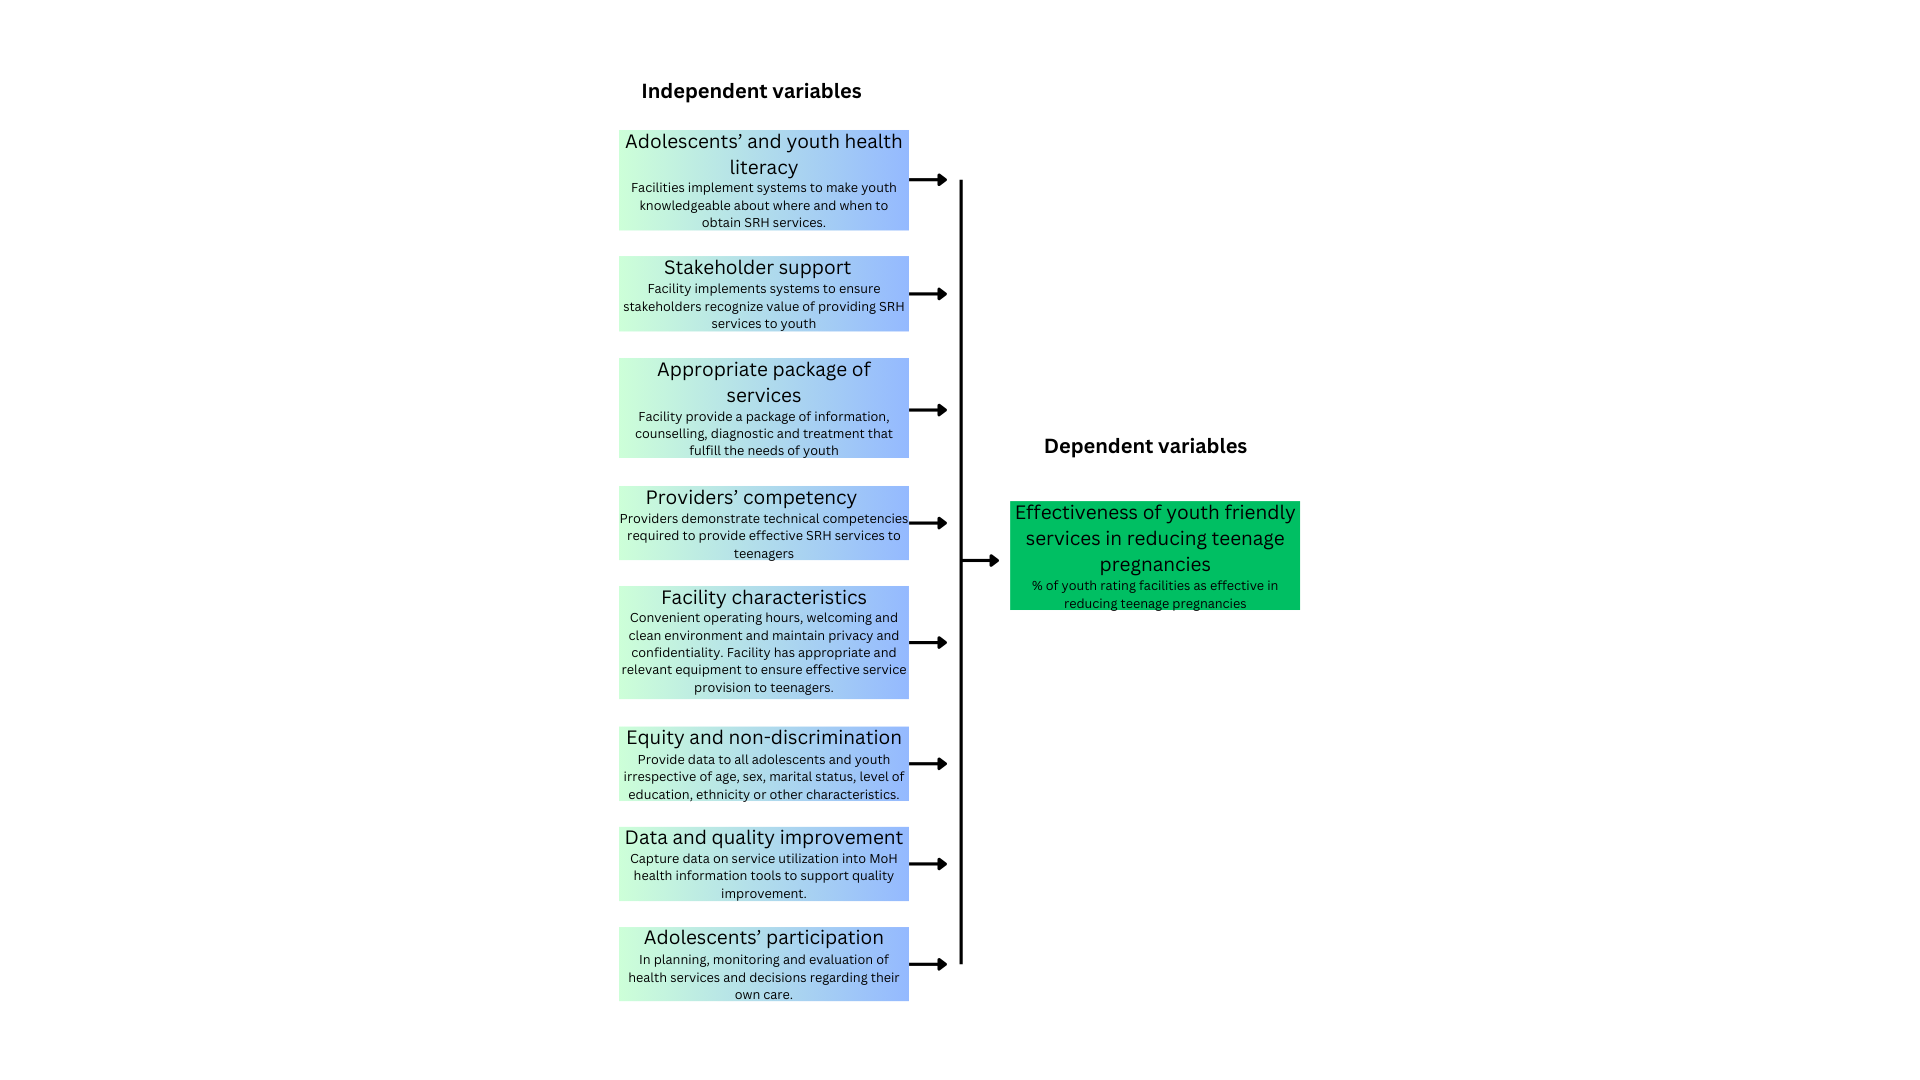 Independent variables
Adolescents’ and youth health
literacy
Facilities implement systems to make youth
knowledgeable about where and when to
obtain SRH services.
Stakeholder support
Facility implements systems to ensure
stakeholders recognize value of providing SRH
services to youth
Appropriate package of
services
Facility provide a package of information,
counselling, diagnostic and treatment that
fulfill the needs of youth
Providers’ competency
Providers demonstrate technical competencies
required to provide effective SRH services to
teenagers
Facility characteristics
Convenient operating hours, welcoming and
clean environment and maintain privacy and
confidentiality. Facility has appropriate and
relevant equipment to ensure effective service
provision to teenagers.
Equity and non-discrimination
Provide data to all adolescents and youth
irrespective of age, sex, marital status, level of
education, ethnicity or other characteristics.
Data and quality improvement
Capture data on service utilization into MoH
health information tools to support quality
improvement.
Adolescents’ participation
In planning, monitoring and evaluation of
health services and decisions regarding their
own care.
Dependent variables
Effectiveness of youth friendly
services in reducing teenage
pregnancies
% of youth rating facilities as effective in
reducing teenage pregnancies